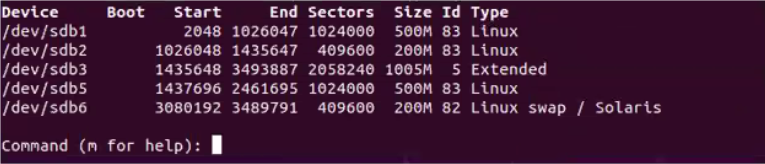 Device Boot Start End Sectors Size Id Type
/dev/sdb1 2048 1026047 1024000 500M 83 Linux
/dev/sdb2 1026048 1435647 409600 200M 83 Linux
/dev/sdb3 1435648 3493887 2058240 1005M 5 Extended
/dev/sdb5 1437696 2461695 1024000 500M 83 Linux
/dev/sdb6 3080192 3489791 409600 200M 82 Linux swap / Solaris
Command (m for help):